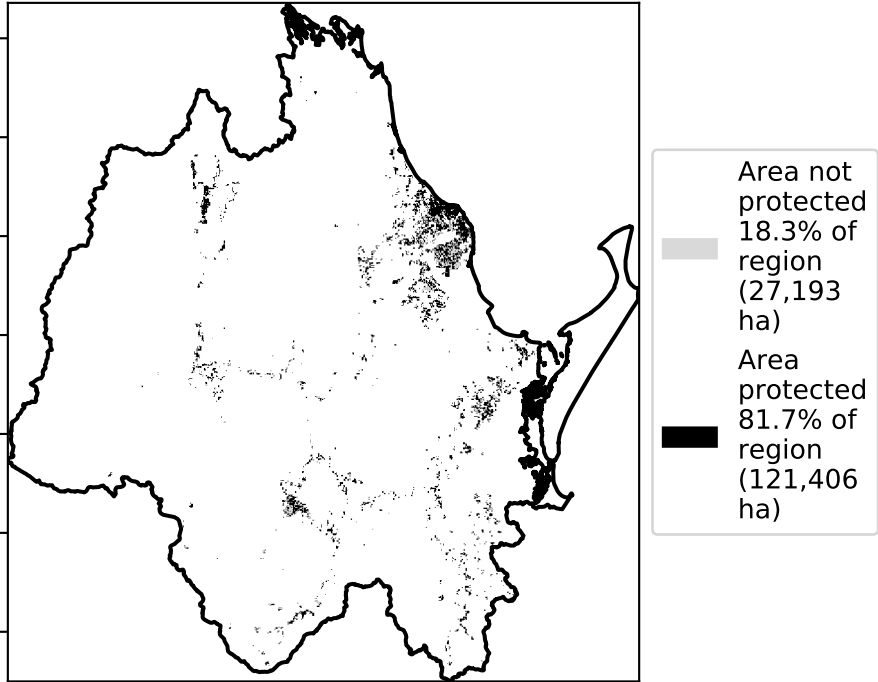 Area not
protected
18.3% of
region
(27,193
ha)
Area
protected
81.7% of
region
(121,406
ha)